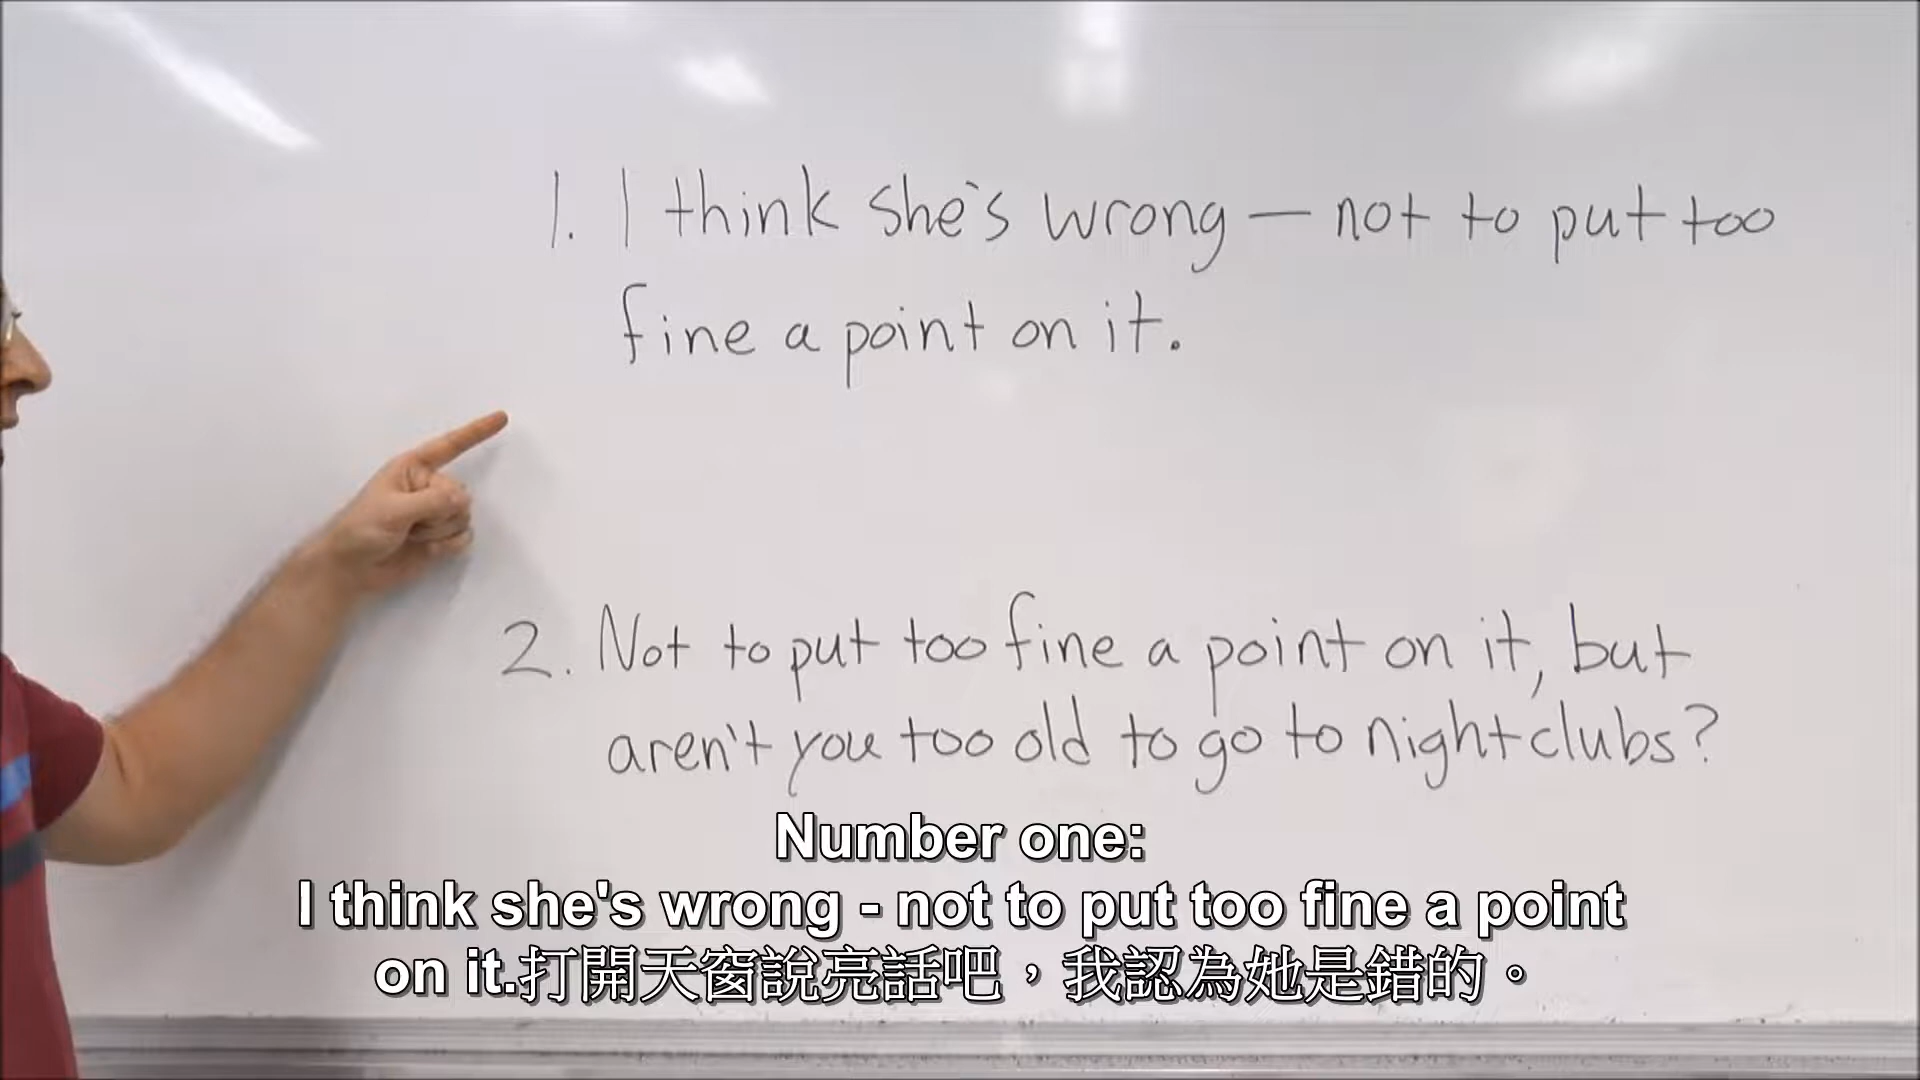 1. I think she's wrong — not to put too
fine a point on it.
2. Not to put too fine a point on it, but
aren't you too old to go to nightclubs?
Number one:
I think she's wrong - not to put too fine a point
on it.打開天窗說亮話吧，我認為她是錯的。